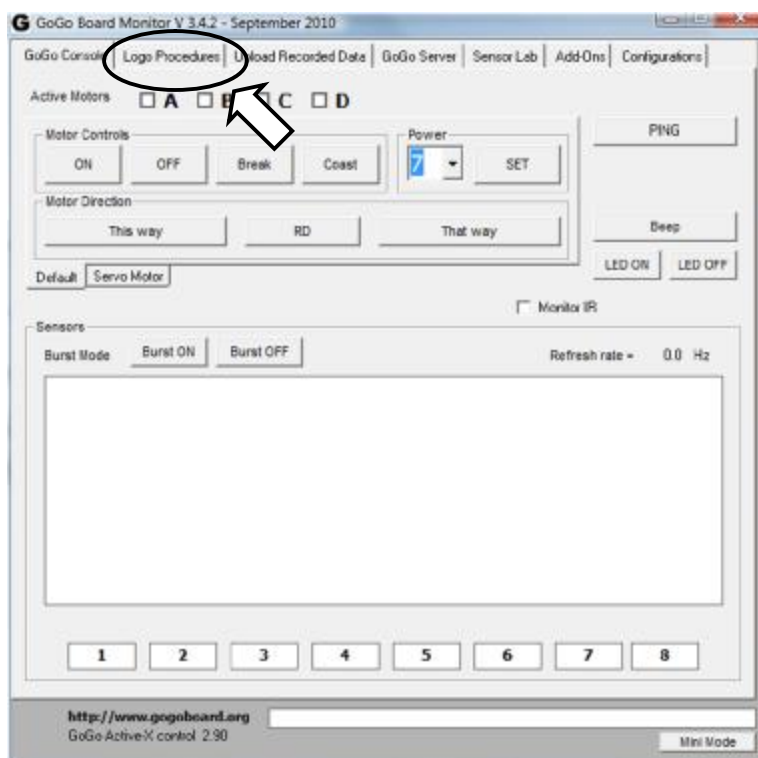 G GoGo Board Monitor V 3.4.2 - September 2010
GoGo Console Logo Procedures Upload Recorded Data GoGo Server Sensor Lab Add-Ons Configurations
Active Motors A B C D
Motor Controls Power PING
ON OFF Break Coast 7 SET
Motor Direction
This way RD That way Beep
LED ON LED OFF
Default Servo Motor
Monitor IR
Sensors
Burst Mode Burst ON Burst OFF Refresh rate = 0.0 Hz
1 2 3 4 5 6 7 8
http://www.gogoboard.org
GoGo Active-X control 2.90
Mini Mode